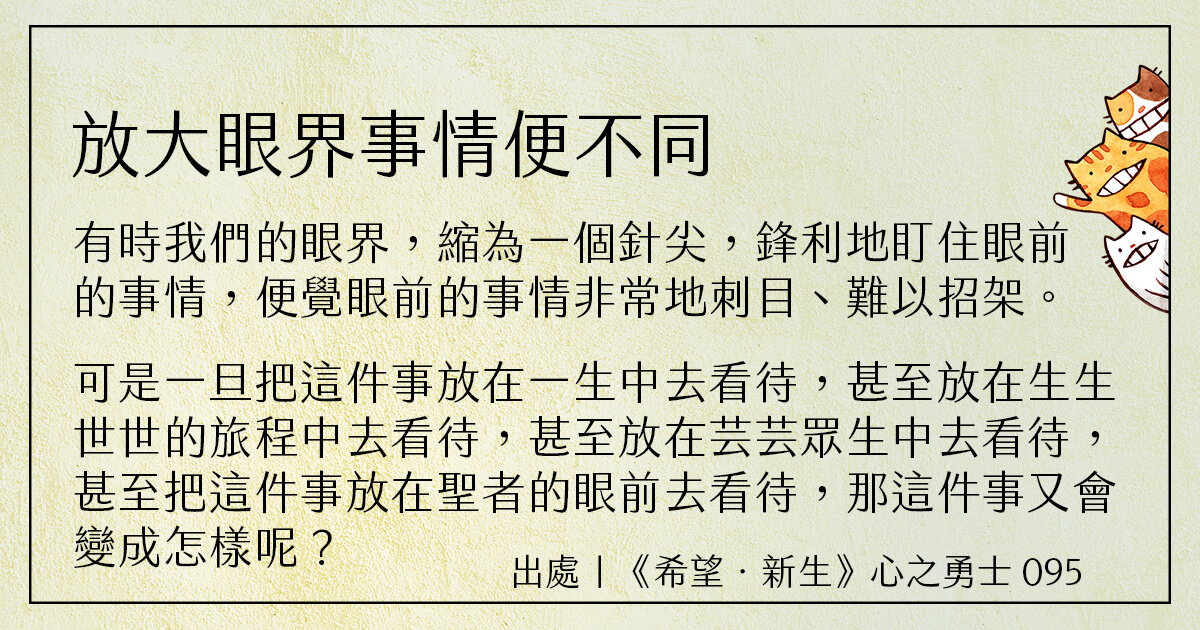 放大眼界事情便不同
有時我們的眼界，縮為一個針尖，鋒利地盯住眼前
的事情，便覺眼前的事情非常地刺目、難以招架。
可是一旦把這件事放在一生中去看待，甚至放在生生
世世的旅程中去看待，甚至放在芸芸眾生中去看待，
甚至把這件事放在聖者的眼前去看待，那這件事又會
變成怎樣呢？
出處｜《希望．新生》心之勇士 095